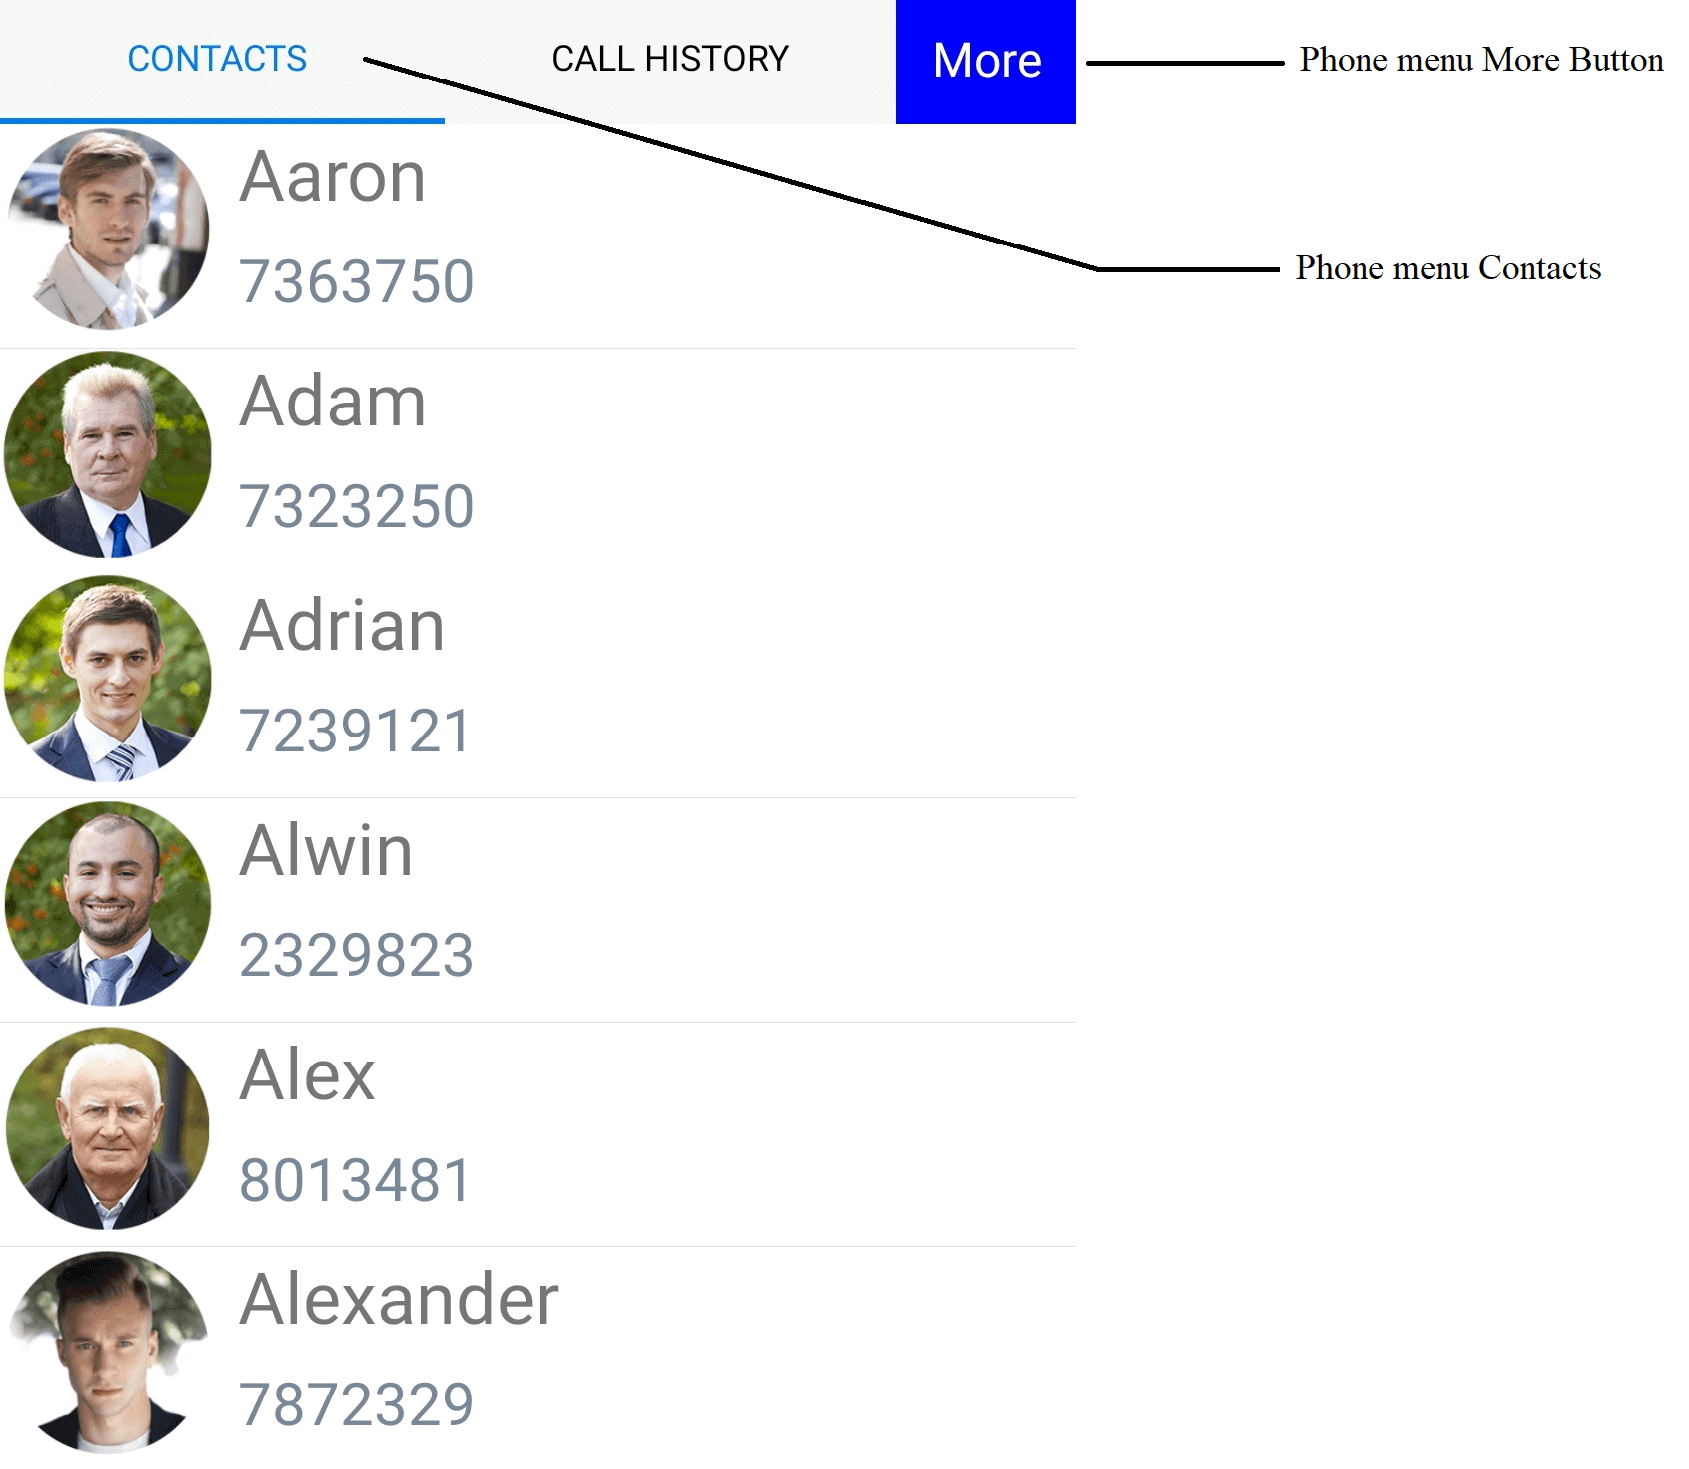 CONTACTS CALL HISTORY More Phone menu More Button
Aaron
7363750
Phone menu Contacts
Adam
7323250
Adrian
7239121
Alwin
2329823
Alex
8013481
Alexander
7872329